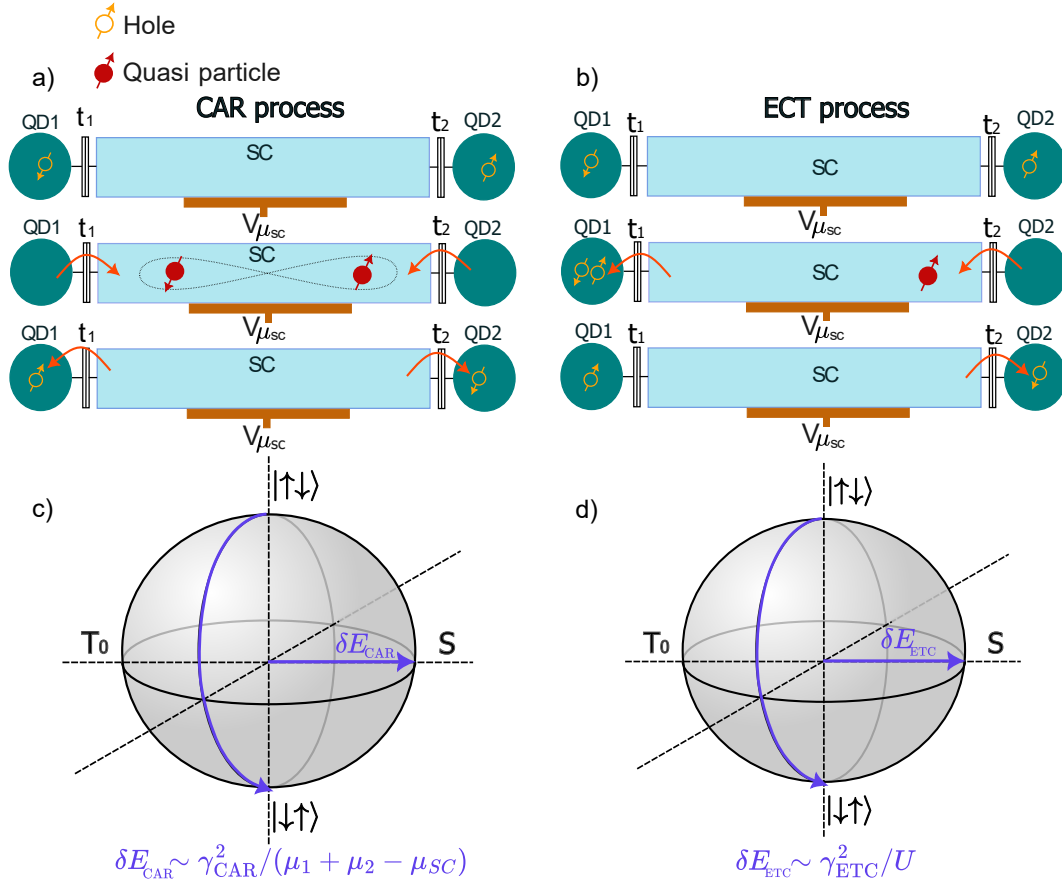 Hole
Quasi particle
a)
CAR process
QD1
t1
SC
t2
QD2
Vμsc
QD1
t1
SC
t2
QD2
Vμsc
QD1
t1
SC
t2
QD2
Vμsc
b)
ECT process
QD1
t1
SC
t2
QD2
Vμsc
QD1
t1
SC
t2
QD2
Vμsc
QD1
t1
SC
t2
QD2
Vμsc
c)
|↑↓⟩
T0
δE_CAR
S
|↓↑⟩
δE_CAR ~ γ²_CAR/(μ₁ + μ₂ − μ_SC)
d)
|↑↓⟩
T0
δE_ETC
S
|↓↑⟩
δE_ETC ~ γ²_ETC/U